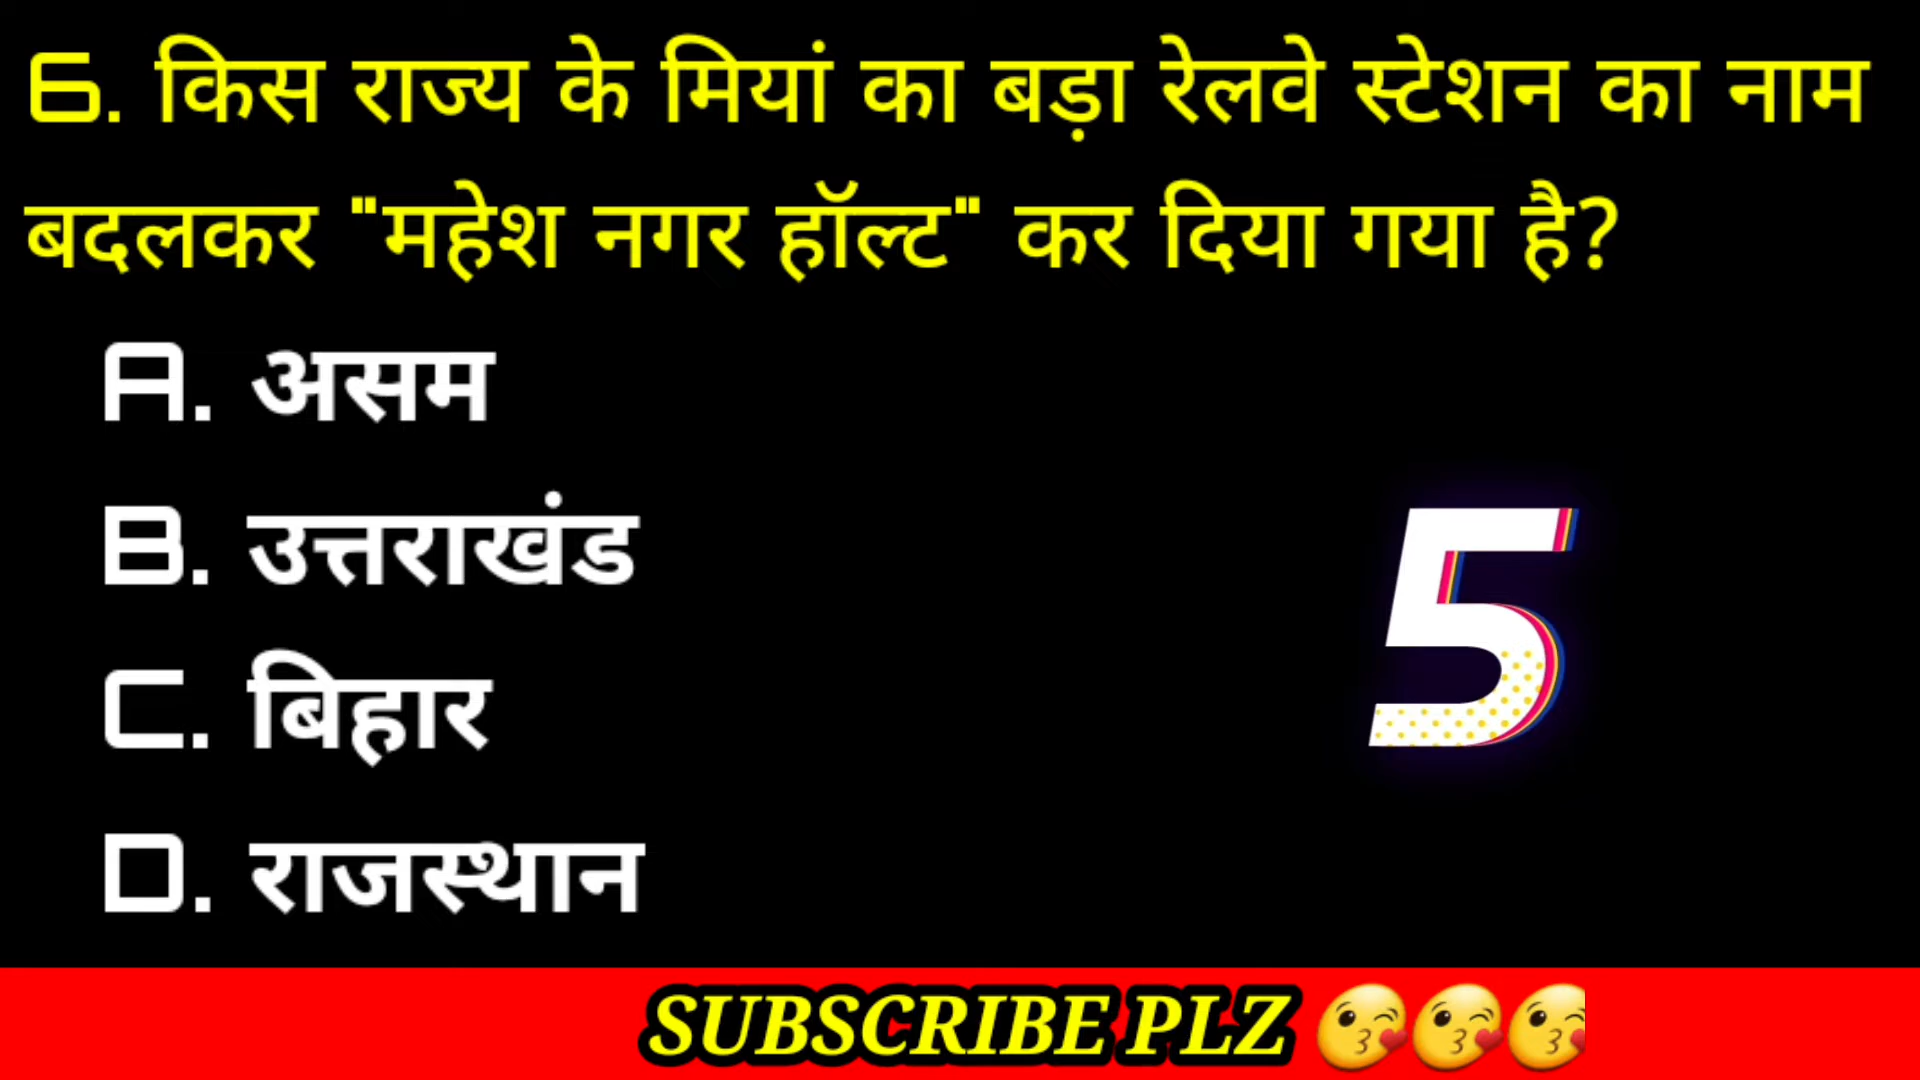 6. किस राज्य के मियां का बड़ा रेलवे स्टेशन का नाम
बदलकर "महेश नगर हॉल्ट" कर दिया गया है?
A. असम
B. उत्तराखंड
C. बिहार
D. राजस्थान
5
SUBSCRIBE PLZ 😘😘😘